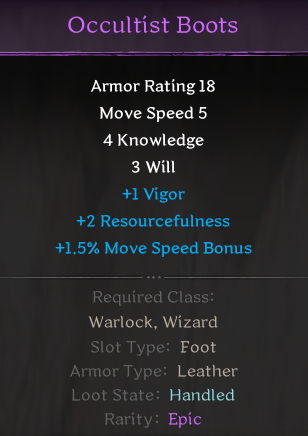 Occultist Boots
Armor Rating 18
Move Speed 5
4 Knowledge
3 Will
+1 Vigor
+2 Resourcefulness
+1.5% Move Speed Bonus
Required Class:
Warlock, Wizard
Slot Type: Foot
Armor Type: Leather
Loot State: Handled
Rarity: Epic